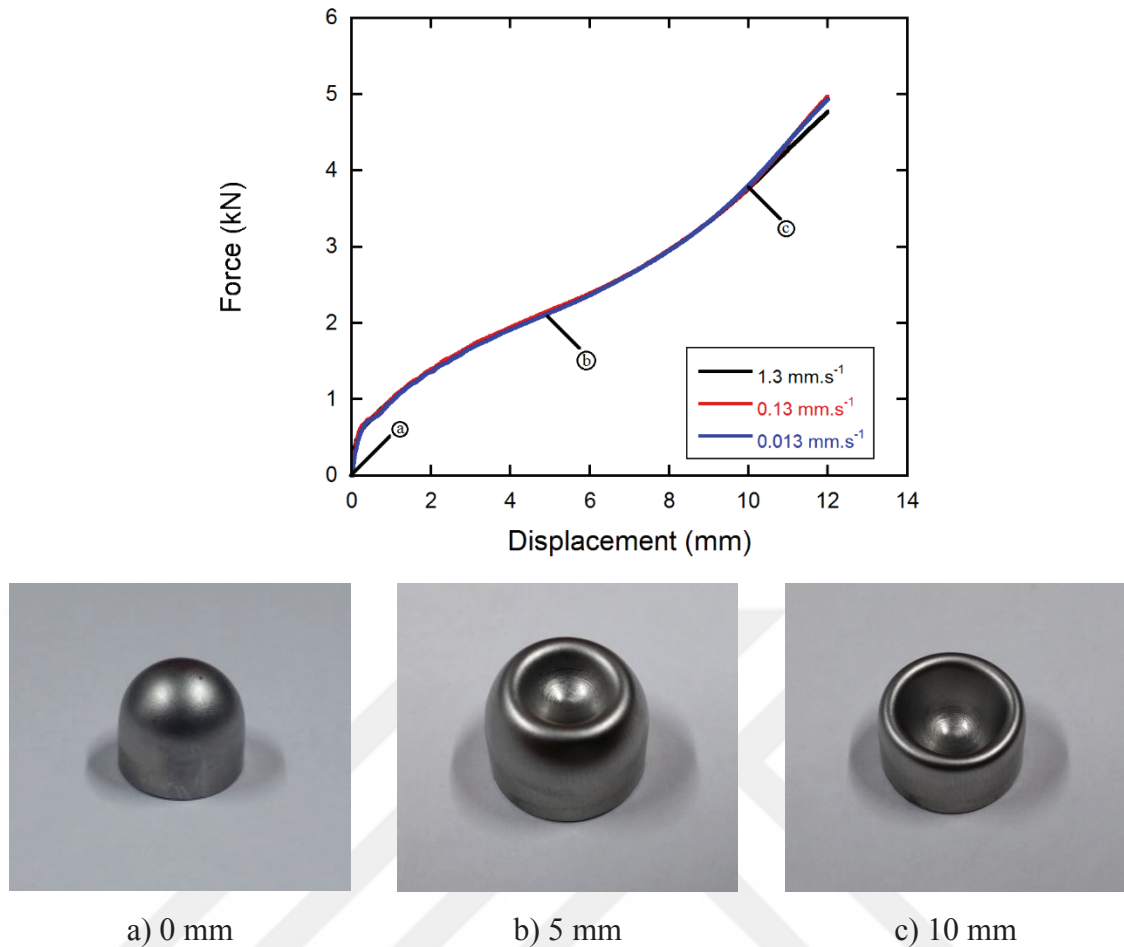 6
5
4
3
2
1
0
Force (kN)
ⓐ
ⓑ
ⓒ
1.3 mm.s⁻¹
0.13 mm.s⁻¹
0.013 mm.s⁻¹
0 2 4 6 8 10 12 14
Displacement (mm)
a) 0 mm b) 5 mm c) 10 mm